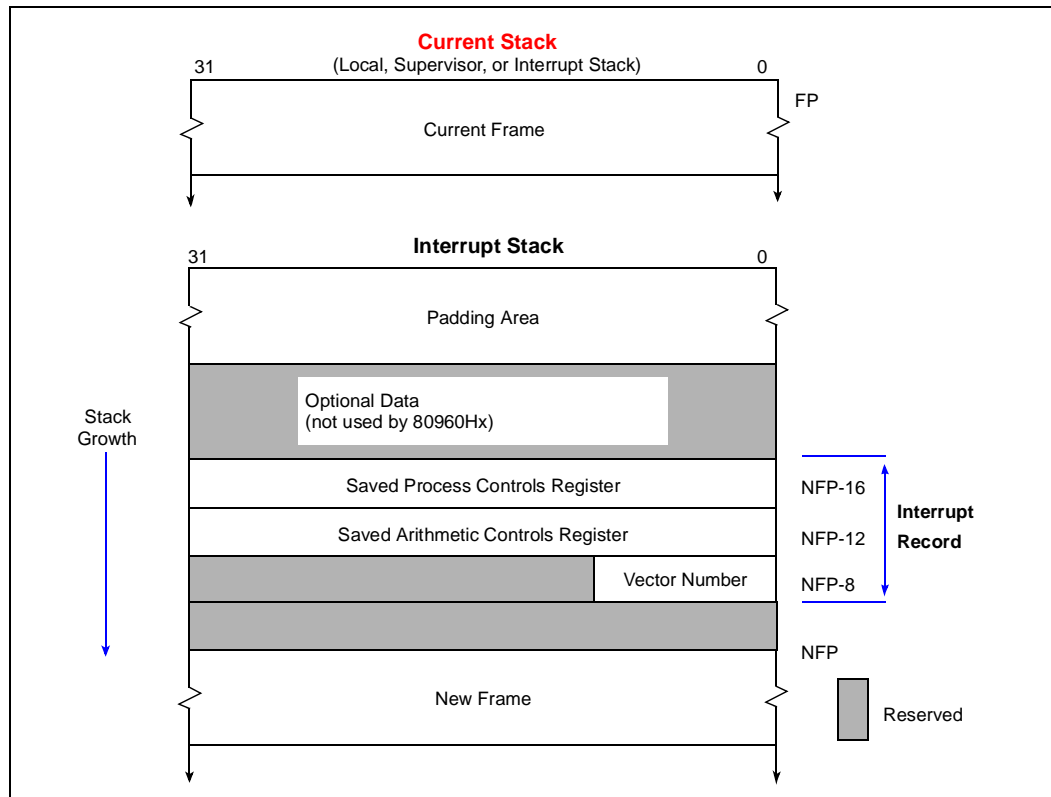 Current Stack
(Local, Supervisor, or Interrupt Stack)
31
0
FP
Current Frame
Interrupt Stack
31
0
Padding Area
Optional Data
(not used by 80960Hx)
Stack
Growth
Saved Process Controls Register
NFP-16
Interrupt
Record
Saved Arithmetic Controls Register
NFP-12
Vector Number
NFP-8
NFP
New Frame
Reserved